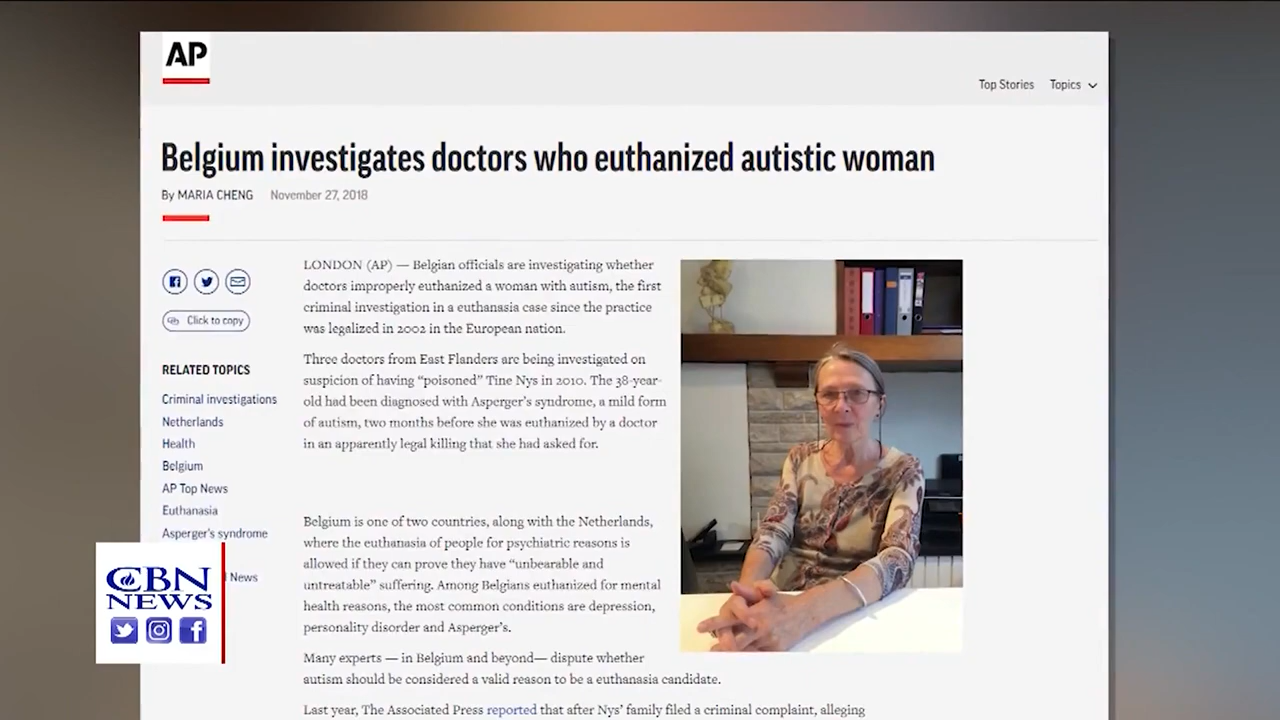 AP
Top Stories Topics
Belgium investigates doctors who euthanized autistic woman
By MARIA CHENG November 27, 2018
Click to copy
RELATED TOPICS
Criminal investigations
Netherlands
Health
Belgium
AP Top News
Euthanasia
Asperger's syndrome
l News
LONDON (AP) — Belgian officials are investigating whether
doctors improperly euthanized a woman with autism, the first
criminal investigation in a euthanasia case since the practice
was legalized in 2002 in the European nation.
Three doctors from East Flanders are being investigated on
suspicion of having “poisoned” Tine Nys in 2010. The 38-year-
old had been diagnosed with Asperger’s syndrome, a mild form
of autism, two months before she was euthanized by a doctor
in an apparently legal killing that she had asked for.
Belgium is one of two countries, along with the Netherlands,
where the euthanasia of people for psychiatric reasons is
allowed if they can prove they have “unbearable and
untreatable” suffering. Among Belgians euthanized for mental
health reasons, the most common conditions are depression,
personality disorder and Asperger’s.
Many experts — in Belgium and beyond— dispute whether
autism should be considered a valid reason to be a euthanasia candidate.
Last year, The Associated Press reported that after Nys’ family filed a criminal complaint, alleging
CBN
NEWS